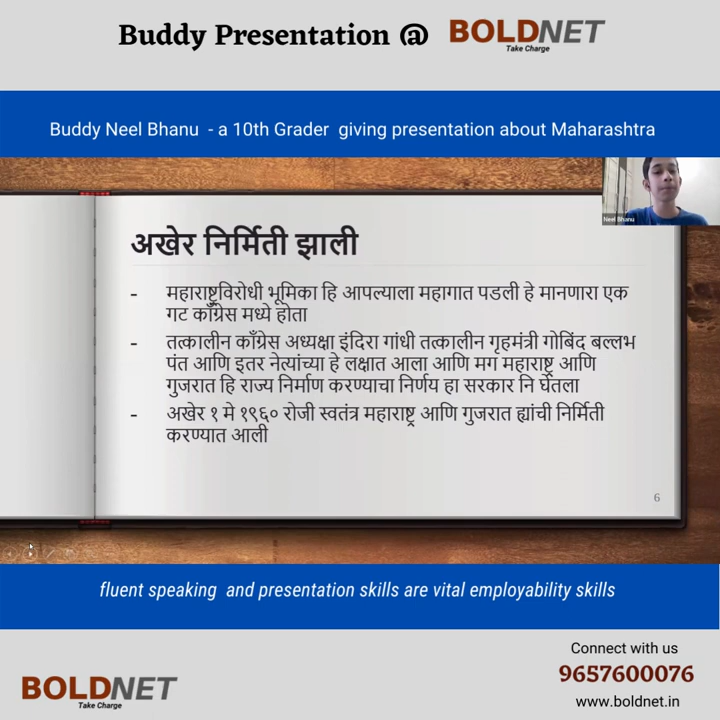 Buddy Presentation @ BOLDNET
Take Charge
Buddy Neel Bhanu - a 10th Grader giving presentation about Maharashtra
Neel Bhanu
अखेर निर्मिती झाली
- महाराष्ट्रविरोधी भूमिका हि आपल्याला महागात पडली हे मानणारा एक
गट काँग्रेस मध्ये होता
- तत्कालीन काँग्रेस अध्यक्षा इंदिरा गांधी तत्कालीन गृहमंत्री गोबिंद बल्लभ
पंत आणि इतर नेत्यांच्या हे लक्षात आला आणि मग महाराष्ट्र आणि
गुजरात हि राज्य निर्माण करण्याचा निर्णय हा सरकार नि घेतला
- अखेर १ मे १९६० रोजी स्वतंत्र महाराष्ट्र आणि गुजरात ह्यांची निर्मिती
करण्यात आली
6
fluent speaking and presentation skills are vital employability skills
Connect with us
9657600076
www.boldnet.in
BOLDNET
Take Charge